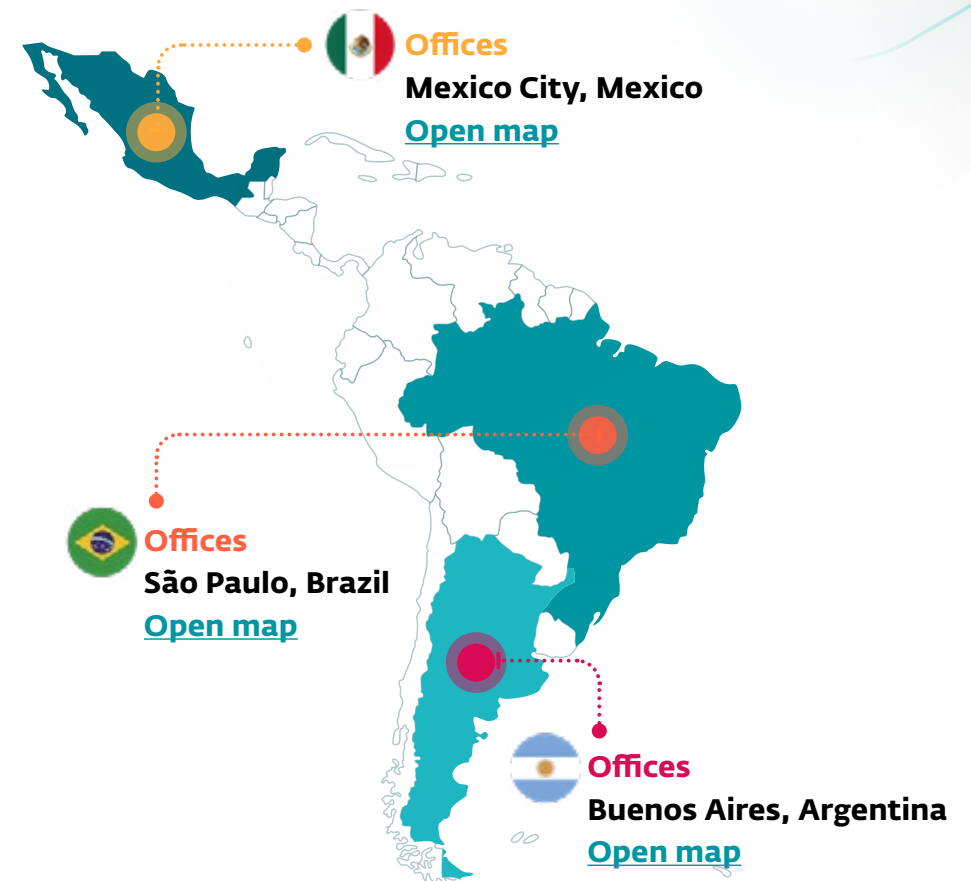 Offices
Mexico City, Mexico
Open map
Offices
São Paulo, Brazil
Open map
Offices
Buenos Aires, Argentina
Open map